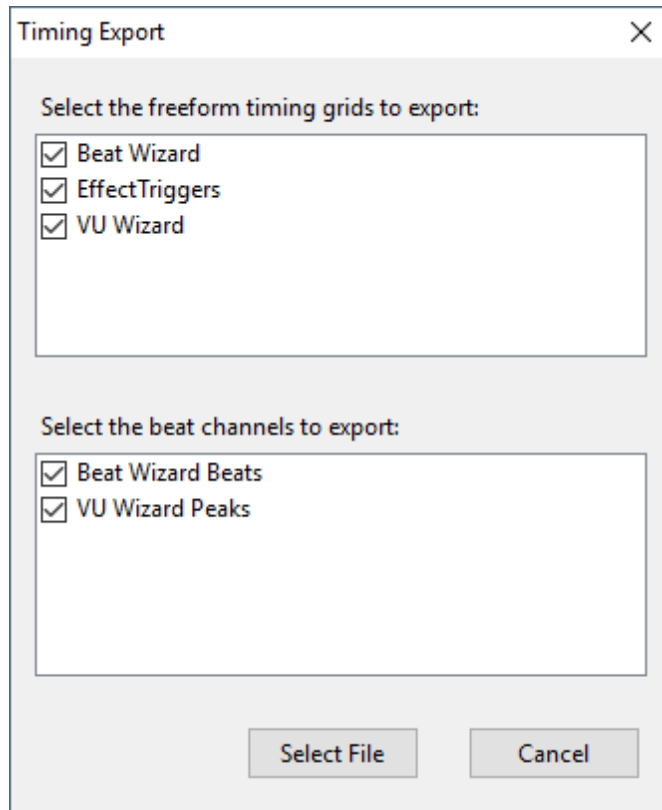 Timing Export
Select the freeform timing grids to export:
Beat Wizard
EffectTriggers
VU Wizard
Select the beat channels to export:
Beat Wizard Beats
VU Wizard Peaks
Select File
Cancel